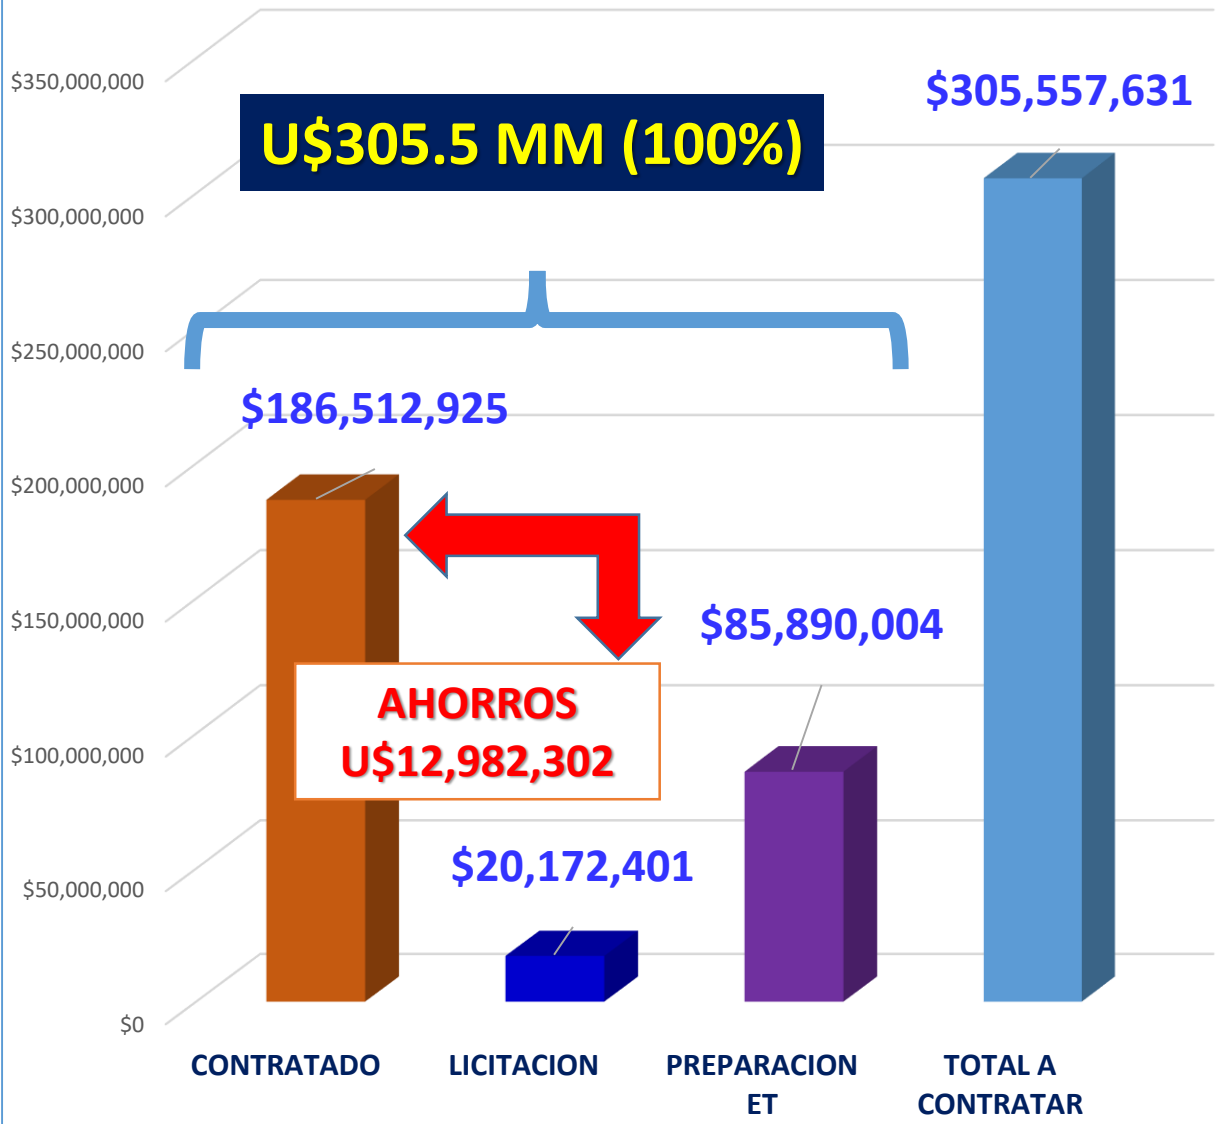 $350,000,000
$300,000,000
$250,000,000
$200,000,000
$150,000,000
$100,000,000
$50,000,000
$0
U$305.5 MM (100%)
$305,557,631
$186,512,925
$85,890,004
AHORROS
U$12,982,302
$20,172,401
CONTRATADO
LICITACION
PREPARACION
ET
TOTAL A
CONTRATAR